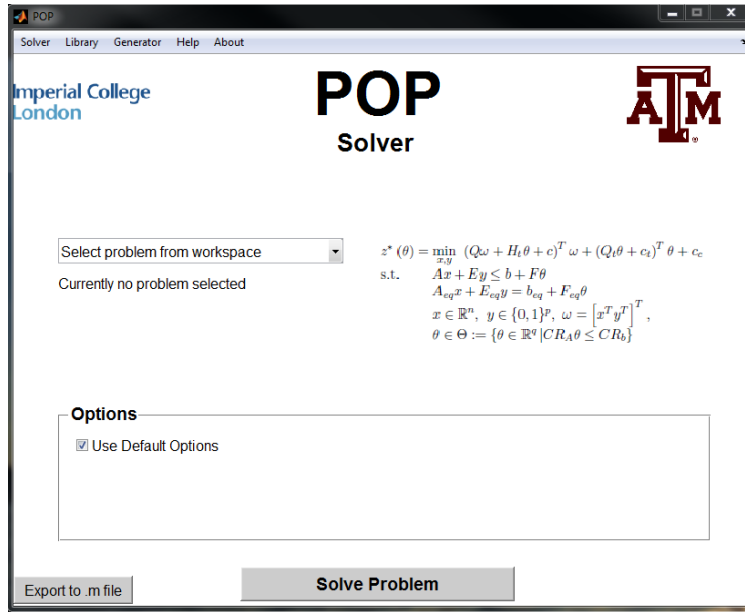 POP
Solver Library Generator Help About
Imperial College
London
POP
Solver
ATM
®
Select problem from workspace
Currently no problem selected
z* (θ) = min x,y (Qω + H_tθ + c)^T ω + (Q_tθ + c_t)^T θ + c_c
s.t. Ax + Ey ≤ b + Fθ
A_eq x + E_eq y = b_eq + F_eq θ
x ∈ ℝ^n, y ∈ {0,1}^p, ω = [x^T y^T]^T,
θ ∈ Θ := {θ ∈ ℝ^q |CR_Aθ ≤ CR_b}
Options
Use Default Options
Export to .m file
Solve Problem